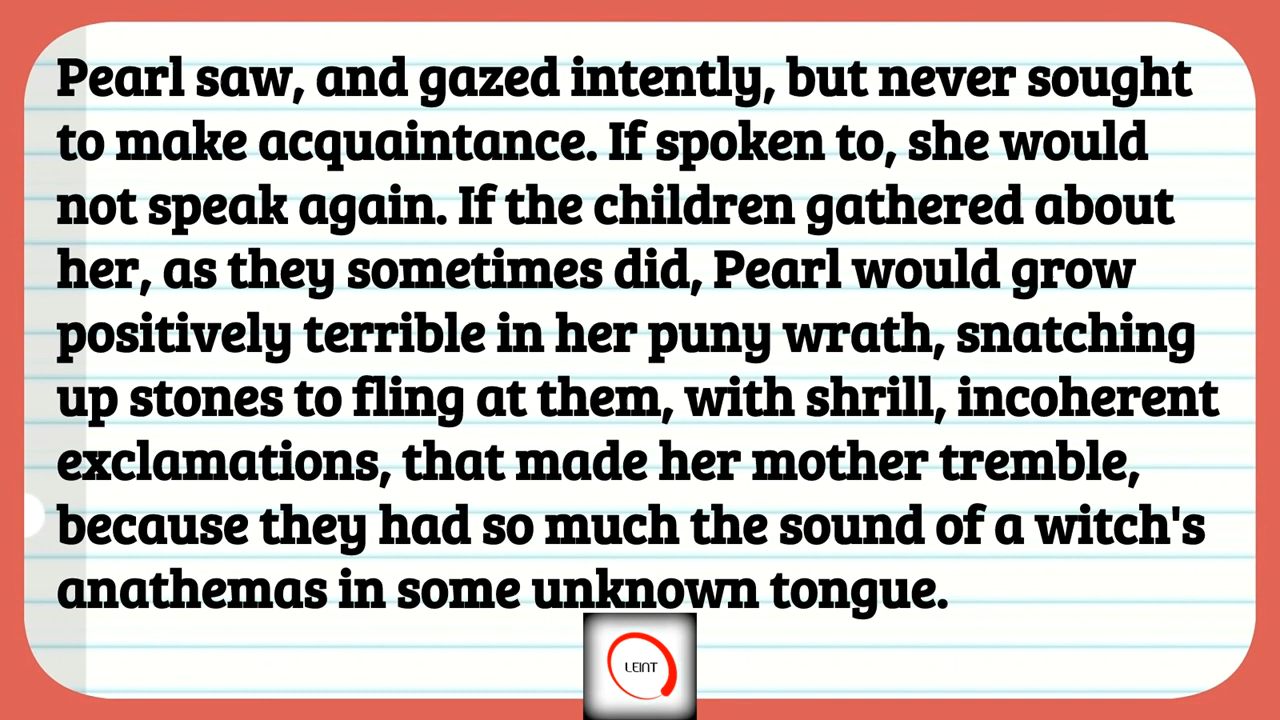 Pearl saw, and gazed intently, but never sought
to make acquaintance. If spoken to, she would
not speak again. If the children gathered about
her, as they sometimes did, Pearl would grow
positively terrible in her puny wrath, snatching
up stones to fling at them, with shrill, incoherent
exclamations, that made her mother tremble,
because they had so much the sound of a witch's
anathemas in some unknown tongue.
LEINT